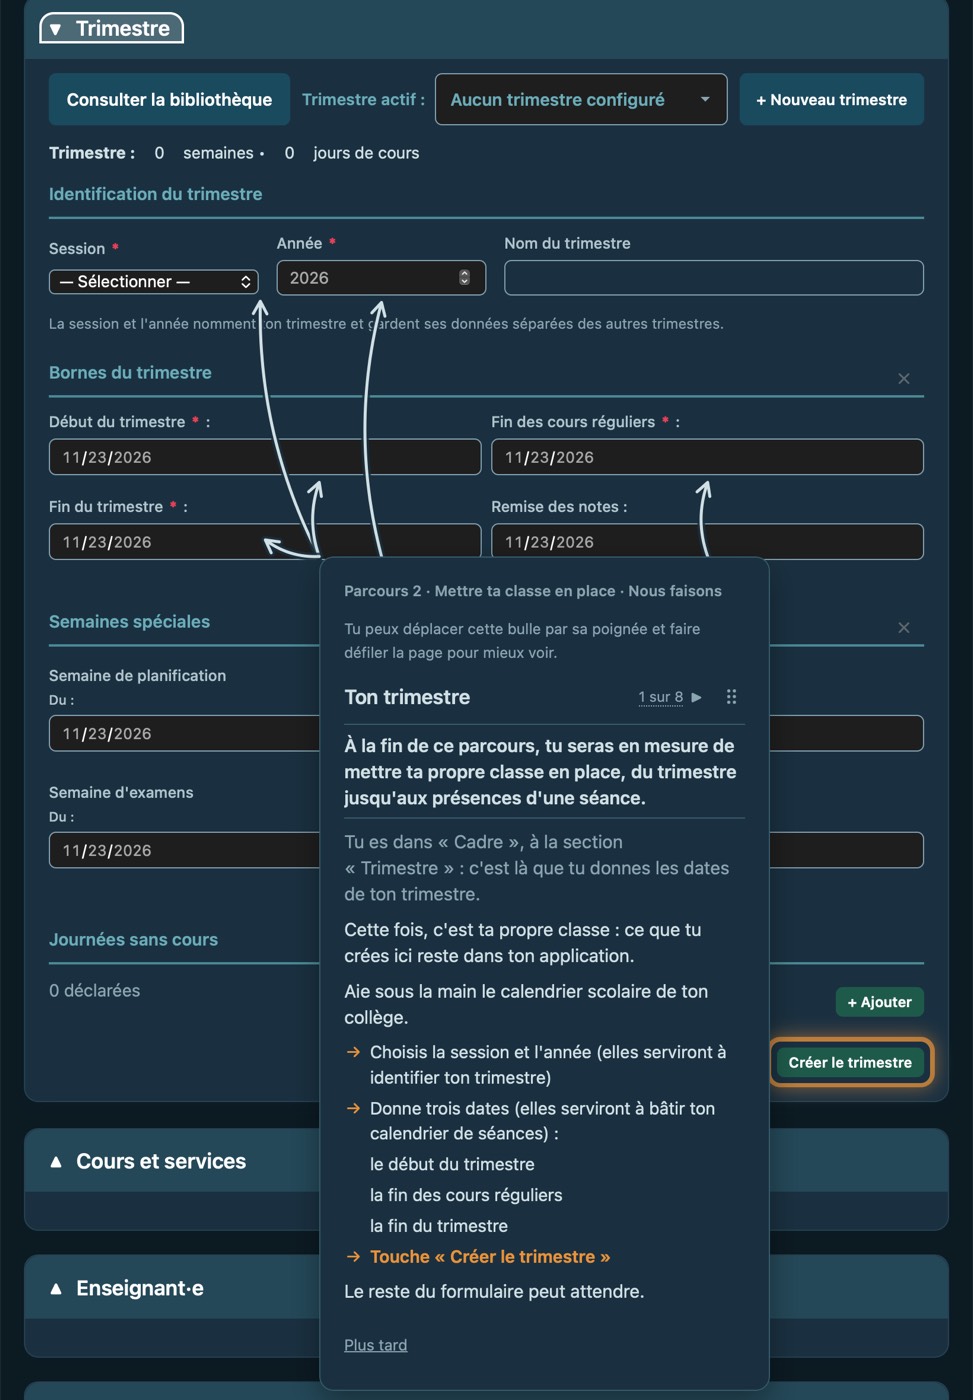 ▼ Trimestre
Consulter la bibliothèque
Trimestre actif :
Aucun trimestre configuré
+ Nouveau trimestre
Trimestre : 0 semaines • 0 jours de cours
Identification du trimestre
Session *
Année *
Nom du trimestre
— Sélectionner —
2026
La session et l'année nomment ton trimestre et gardent ses données séparées des autres trimestres.
Bornes du trimestre
×
Début du trimestre * :
Fin des cours réguliers * :
11/23/2026
11/23/2026
Fin du trimestre * :
Remise des notes :
11/23/2026
11/23/2026
Semaines spéciales
×
Semaine de planification
Du :
11/23/2026
Semaine d'examens
Du :
11/23/2026
Journées sans cours
0 déclarées
+ Ajouter
Créer le trimestre
Parcours 2 · Mettre ta classe en place · Nous faisons
Tu peux déplacer cette bulle par sa poignée et faire
défiler la page pour mieux voir.
Ton trimestre
1 sur 8 ▶
À la fin de ce parcours, tu seras en mesure de
mettre ta propre classe en place, du trimestre
jusqu'aux présences d'une séance.
Tu es dans « Cadre », à la section
« Trimestre » : c'est là que tu donnes les dates
de ton trimestre.
Cette fois, c'est ta propre classe : ce que tu
crées ici reste dans ton application.
Aie sous la main le calendrier scolaire de ton
collège.
→ Choisis la session et l'année (elles serviront à
identifier ton trimestre)
→ Donne trois dates (elles serviront à bâtir ton
calendrier de séances) :
le début du trimestre
la fin des cours réguliers
la fin du trimestre
→ Touche « Créer le trimestre »
Le reste du formulaire peut attendre.
Plus tard
▲ Cours et services
▲ Enseignant·e